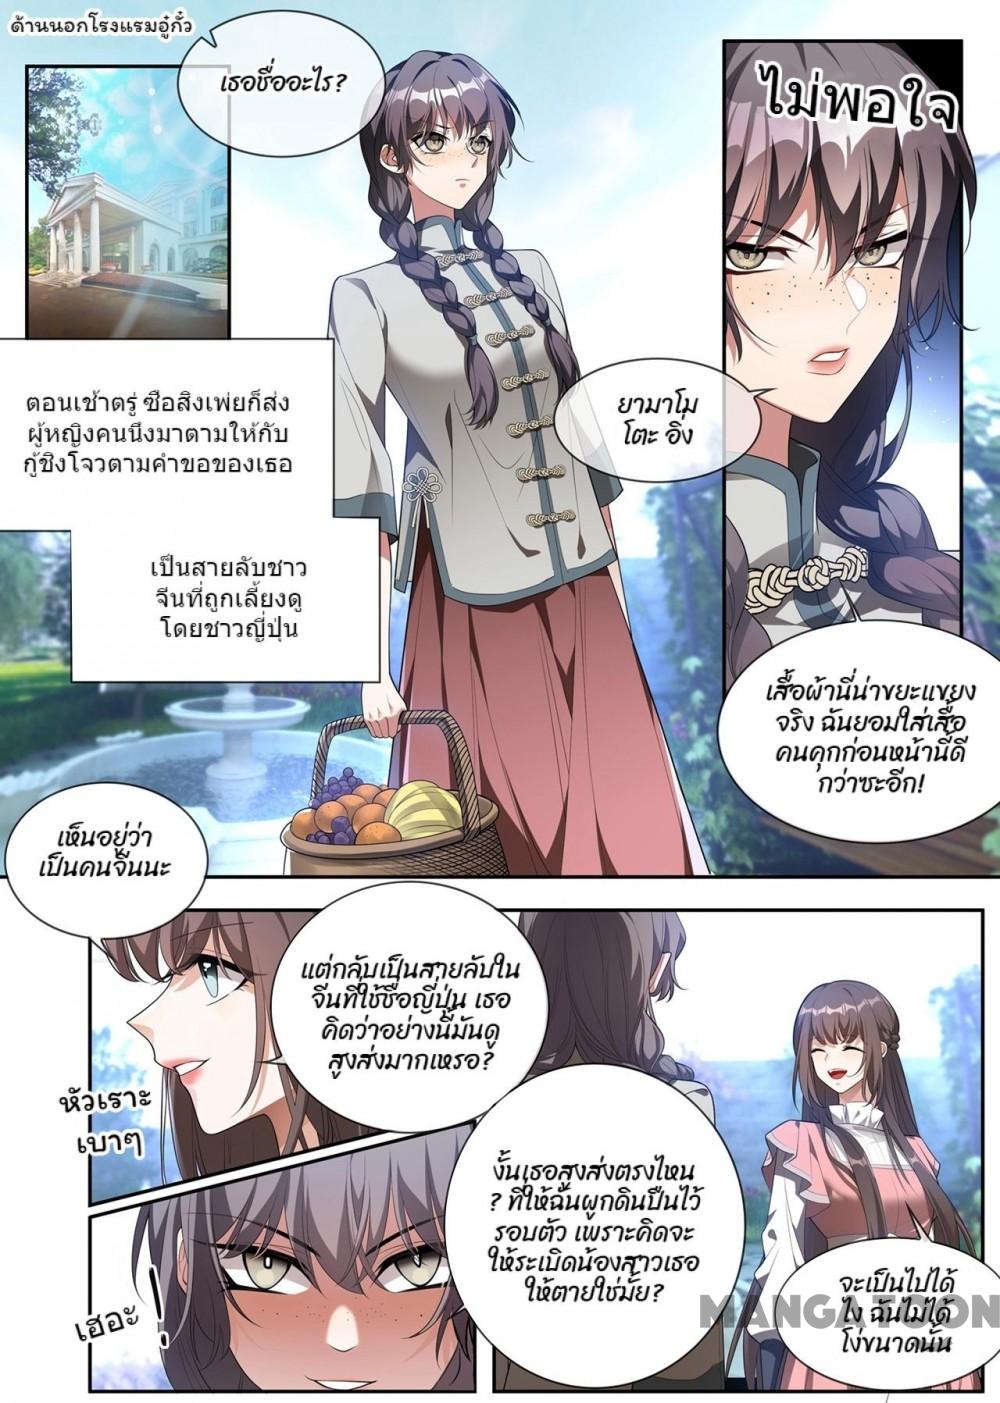 ด้านนอกโรงแรมอู๋กั๋ว
เธอชื่ออะไร?
ไม่พอใจ
ยามาโม
โตะ อิ่ง
ตอนเช้าตรู่ ซือสิงเพ่ยก็ส่ง
ผู้หญิงคนนึงมาตามให้กับ
กู้ชิงโจวตามคำขอของเธอ
เป็นสายลับชาว
จีนที่ถูกเลี้ยงดู
โดยชาวญี่ปุ่น
เสื้อผ้านี่น่าขยะแขยง
จริง ฉันยอมใส่เสื้อ
คนคุกก่อนหน้านี้ดี
กว่าซะอีก!
เห็นอยู่ว่า
เป็นคนจีนนะ
แต่กลับเป็นสายลับใน
จีนที่ใช้ชื่อญี่ปุ่น เธอ
คิดว่าอย่างนี้มันดู
สูงส่งมากเหรอ?
หัวเราะ
เบาๆ
งั้นเธอสูงส่งตรงไหน
? ที่ให้ฉันผูกดินปืนไว้
รอบตัว เพราะคิดจะ
ให้ระเบิดน้องสาวเธอ
ให้ตายใช่มั้ย?
เฮอะ
!
จะเป็นไปได้
ไง ฉันไม่ได้
โง่ขนาดนั้น
MANGATOON